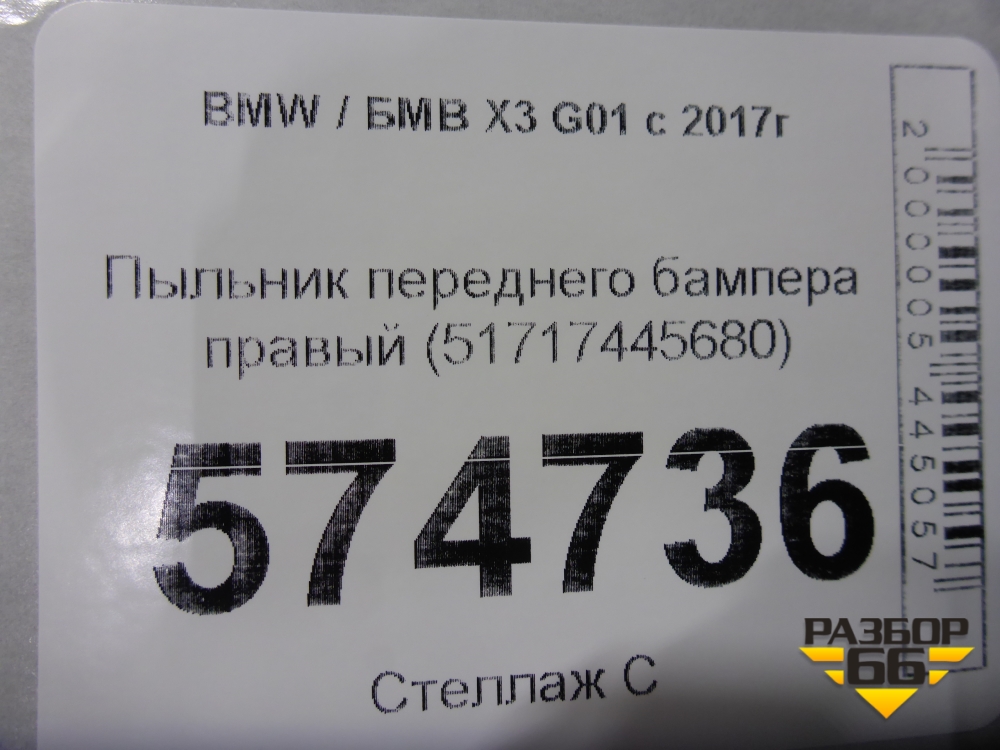 BMW / БМВ X3 G01 с 2017г
Пыльник переднего бампера
правый (51717445680)
574736
Стеллаж С
2000005445057
РАЗБОР
66